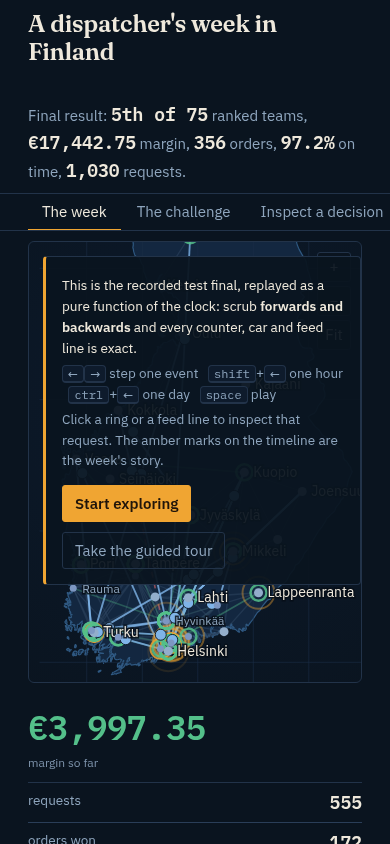 A dispatcher's week in
Finland
Final result: 5th of 75 ranked teams,
€17,442.75 margin, 356 orders, 97.2% on
time, 1,030 requests.
The week The challenge Inspect a decision
This is the recorded test final, replayed as a
pure function of the clock: scrub forwards and
backwards and every counter, car and feed
line is exact.
← → step one event shift+← one hour
ctrl+← one day space play
Click a ring or a feed line to inspect that
request. The amber marks on the timeline are
the week's story.
Start exploring
Take the guided tour
Fit
Kokkola
Kuopio
Joensu
Jyväskylä
Mikkeli
Pori
Tampere
Rauma
Lahti
Lappeenranta
Turku
Hyvinkää
Helsinki
€3,997.35
margin so far
requests 555
orders won 172